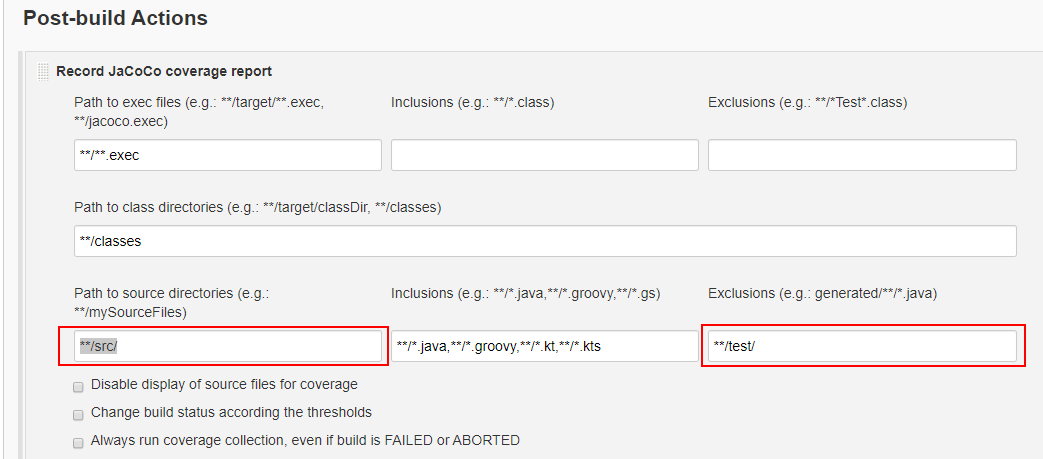 Post-build Actions
Record JaCoCo coverage report
Path to exec files (e.g.: **/target/**.exec,
**/jacoco.exec)
Inclusions (e.g.: **/*.class)
Exclusions (e.g.: **/*Test*.class)
**/**.exec
Path to class directories (e.g.: **/target/classDir, **/classes)
**/classes
Path to source directories (e.g.:
**/mySourceFiles)
Inclusions (e.g.: **/*.java,**/*.groovy,**/*.gs)
Exclusions (e.g.: generated/**/*.java)
**/src/
**/*.java,**/*.groovy,**/*.kt,**/*.kts
**/test/
Disable display of source files for coverage
Change build status according the thresholds
Always run coverage collection, even if build is FAILED or ABORTED